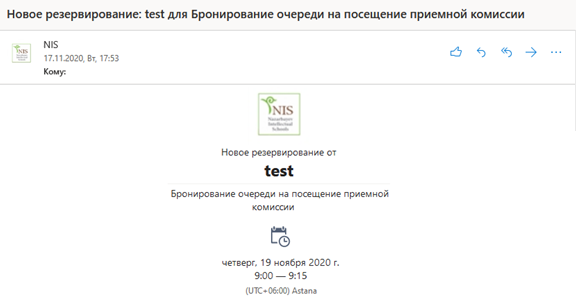 Новое резервирование: test для Бронирование очереди на посещение приемной комиссии
NIS
17.11.2020, Вт, 17:53
Кому:
NIS
Nazarbayev
Intellectual
Schools
Новое резервирование от
test
Бронирование очереди на посещение приемной
комиссии
четверг, 19 ноября 2020 г.
9:00 — 9:15
(UTC+06:00) Astana